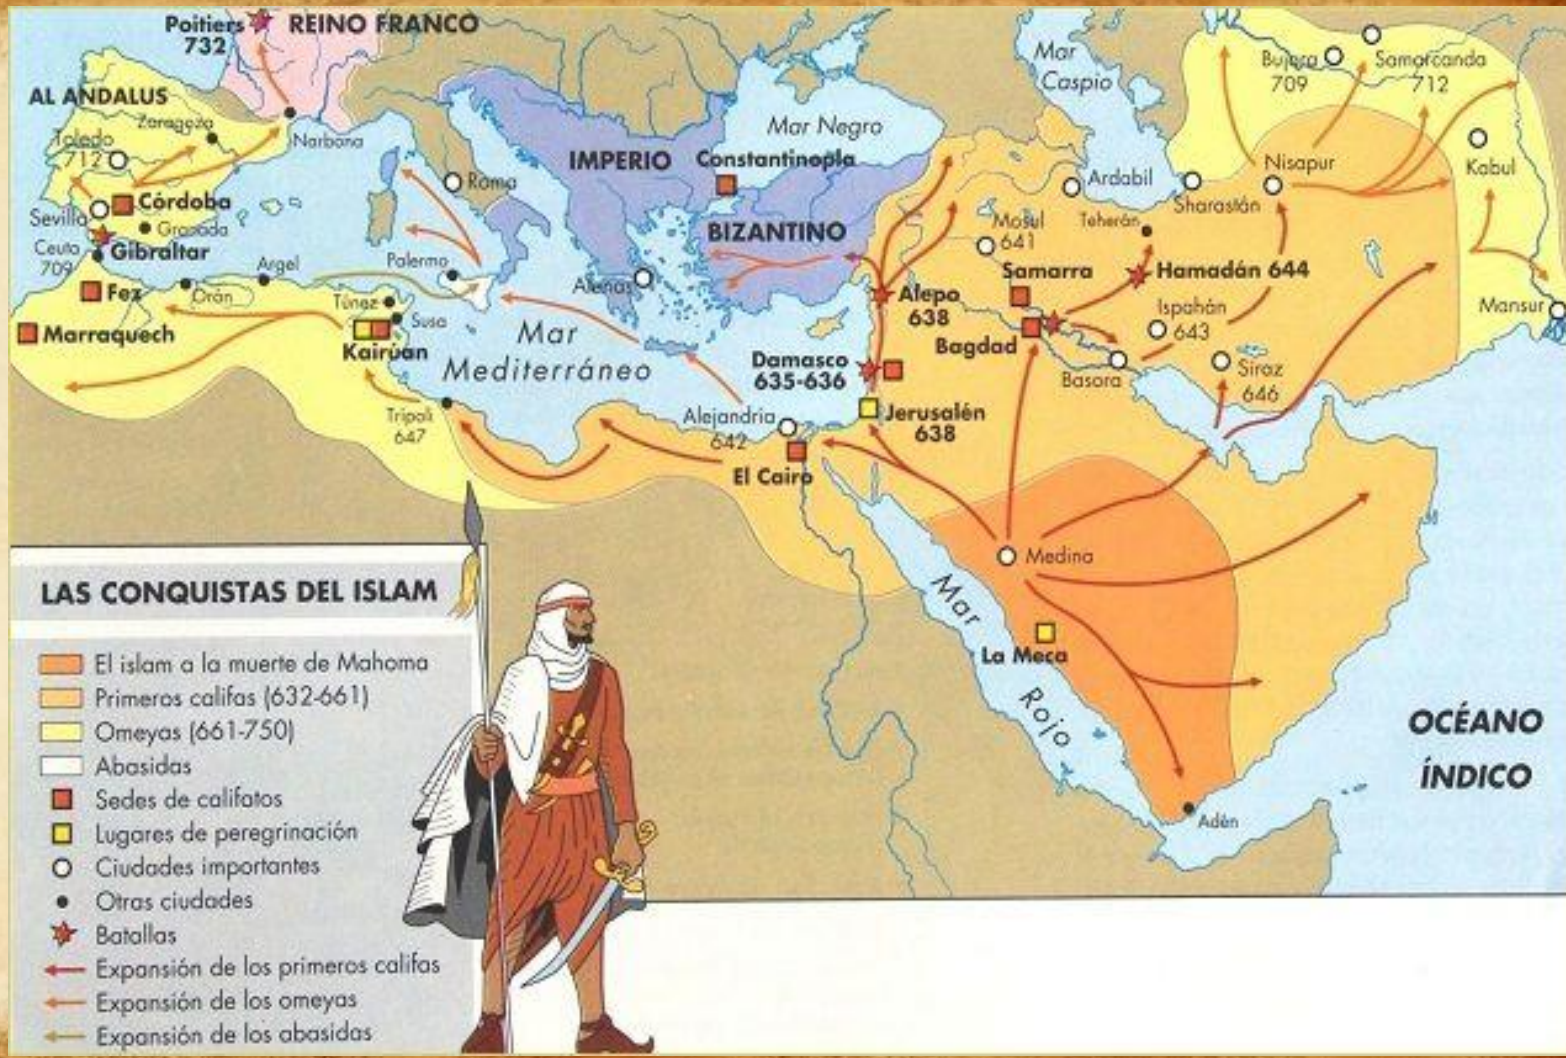 Poitiers
732
REINO FRANCO
AL ANDALUS
Zaragoza
Toledo
712
Narbona
Córdoba
Sevilla
Granada
Ceuta
709
Gibraltar
Fez
Marraquech
Orán
Argel
Túnez
Susa
Kairuan
Trípoli
647
Palermo
Roma
IMPERIO
Constantinopla
BIZANTINO
Atenas
Mar Negro
Mar
Caspio
Mar
Mediterráneo
Alejandría
642
El Cairo
Damasco
635-636
Jerusalén
638
Alepo
638
Mosul
641
Samarra
Bagdad
Basora
Ardabil
Teherán
Hamadán 644
Ispahán
643
Siraz
646
Sharastán
Nisapur
Bujara
709
Samarcanda
712
Kabul
Mansur
Medina
La Meca
Mar
Rojo
Adén
OCÉANO
ÍNDICO
LAS CONQUISTAS DEL ISLAM
El islam a la muerte de Mahoma
Primeros califas (632-661)
Omeyas (661-750)
Abasidas
Sedes de califatos
Lugares de peregrinación
Ciudades importantes
Otras ciudades
Batallas
Expansión de los primeros califas
Expansión de los omeyas
Expansión de los abasidas